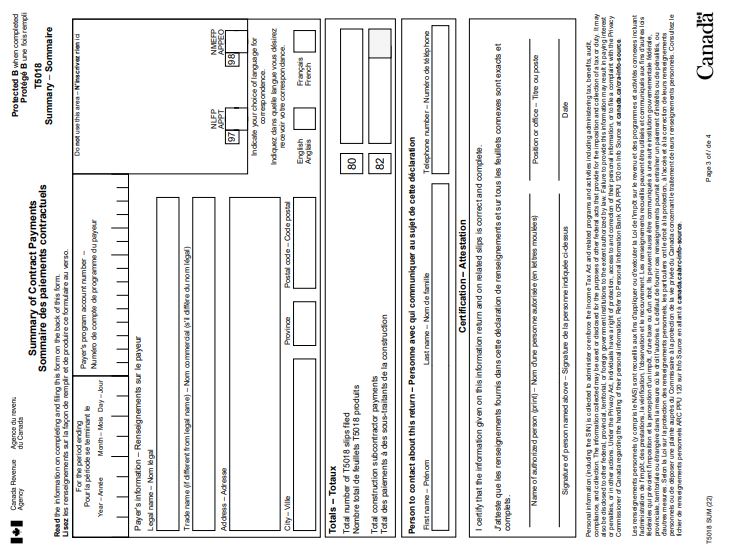 Canada Revenue Agency
Agence du revenu du Canada
Protected B when completed
Protégé B une fois rempli
Summary of Contract Payments
Sommaire des paiements contractuels
T5018
Summary – Sommaire
Read the information on completing and filing this form on the back of this form.
Lisez les renseignements sur la façon de remplir et de produire ce formulaire au verso.
For the period ending
Pour la période se terminant le
Year – Année Month – Mois Day – Jour
Payer's program account number –
Numéro de compte de programme du payeur
Do not use this area – N'inscrivez rien ici
Payer's information – Renseignements sur le payeur
Legal name – Nom légal
Trade name (if different from legal name) – Nom commercial (s'il diffère du nom légal)
Address – Adresse
NLFP
APPT
NMEFP
APPEO
97
98
Indicate your choice of language for
correspondence.
Indiquez dans quelle langue vous désirez
recevoir votre correspondance.
City – Ville
Province
Postal code – Code postal
English
Anglais
Français
French
Totals – Totaux
Total number of T5018 slips filed
Nombre total de feuillets T5018 produits
80
Total construction subcontractor payments
Total des paiements à des sous-traitants de la construction
82
Person to contact about this return – Personne avec qui communiquer au sujet de cette déclaration
First name – Prénom
Last name – Nom de famille
Telephone number – Numéro de téléphone
Certification – Attestation
I certify that the information given on this information return and on related slips is correct and complete.
J'atteste que les renseignements fournis dans cette déclaration de renseignements et sur tous les feuillets connexes sont exacts et
complets.
Name of authorized person (print) – Nom d'une personne autorisée (en lettres moulées)
Position or office – Titre ou poste
Signature of person named above – Signature de la personne indiquée ci-dessus
Date
Personal information (including the SIN) is collected to administer or enforce the Income Tax Act and related programs and activities including administering tax, benefits, audit,
compliance, and collection. The information collected may be used or disclosed for the purposes of other federal acts that provide for the imposition and collection of a tax or duty. It may
also be disclosed to other federal, provincial, territorial, or foreign government institutions to the extent authorized by law. Failure to provide this information may result in paying interest
or penalties, or in other actions. Under the Privacy Act, individuals have a right of protection, access to and correction of their personal information, or to file a complaint with the Privacy
Commissioner of Canada regarding the handling of their personal information. Refer to Personal Information Bank CRA PPU 120 on Info Source at canada.ca/cra-info-source.
Les renseignements personnels (y compris le NAS) sont recueillis aux fins d'appliquer ou d'exécuter la Loi de l'impôt sur le revenu et des programmes et activités connexes incluant
l'administration de l'impôt, des prestations, la vérification, l'observation et le recouvrement. Les renseignements recueillis peuvent être utilisés et communiqués aux fins d'autres lois
fédérales qui prévoient l'imposition et la perception d'un impôt, d'une taxe ou d'un droit. Ils peuvent aussi être communiqués à une autre institution gouvernementale fédérale,
provinciale, territoriale ou étrangère dans la mesure où le droit l'autorise. Le défaut de fournir ces renseignements pourrait entraîner un paiement d'intérêts ou de pénalités, ou
d'autres mesures. Selon la Loi sur la protection des renseignements personnels, les particuliers ont le droit à la protection, à l'accès et à la correction de leurs renseignements
personnels ou de déposer une plainte auprès du Commissaire à la protection de la vie privée du Canada concernant le traitement de leurs renseignements personnels. Consultez le
fichier de renseignements personnels ARC PPU 120 sur Info Source en allant à canada.ca/arc-info-source.
T5018 SUM (22)
Page 3 of / de 4
Canada